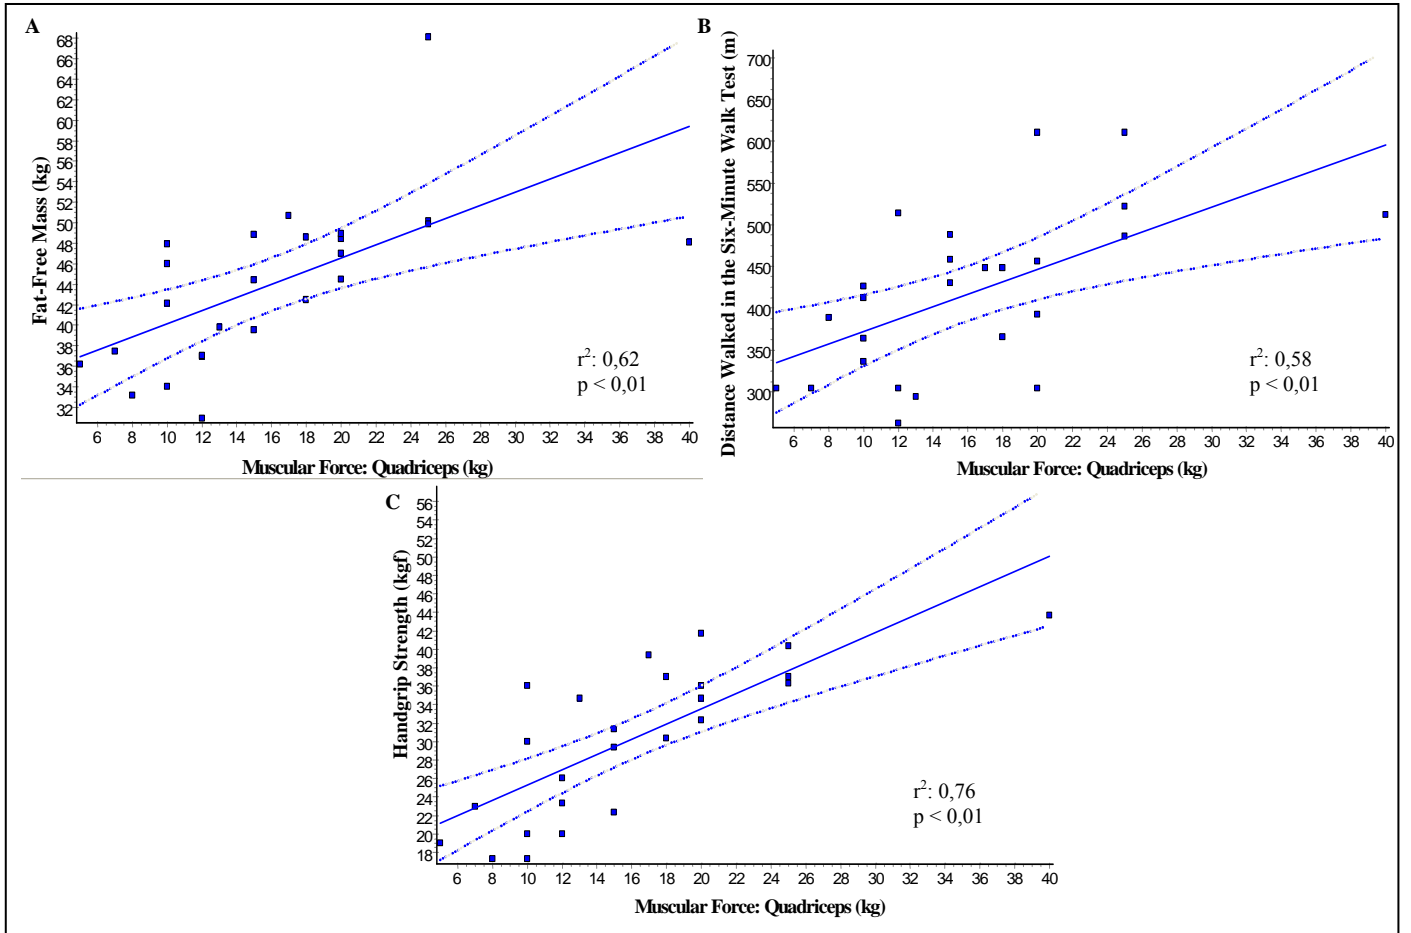 A
68
66
64
62
60
58
56
54
52
50
48
46
44
42
40
38
36
34
32
Fat-Free Mass (kg)
r²: 0,62
p < 0,01
6 8 10 12 14 16 18 20 22 24 26 28 30 32 34 36 38 40
Muscular Force: Quadriceps (kg)
B
700
650
600
550
500
450
400
350
300
Distance Walked in the Six-Minute Walk Test (m)
r²: 0,58
p < 0,01
6 8 10 12 14 16 18 20 22 24 26 28 30 32 34 36 38 40
Muscular Force: Quadriceps (kg)
C
56
54
52
50
48
46
44
42
40
38
36
34
32
30
28
26
24
22
20
18
Handgrip Strength (kgf)
r²: 0,76
p < 0,01
6 8 10 12 14 16 18 20 22 24 26 28 30 32 34 36 38 40
Muscular Force: Quadriceps (kg)